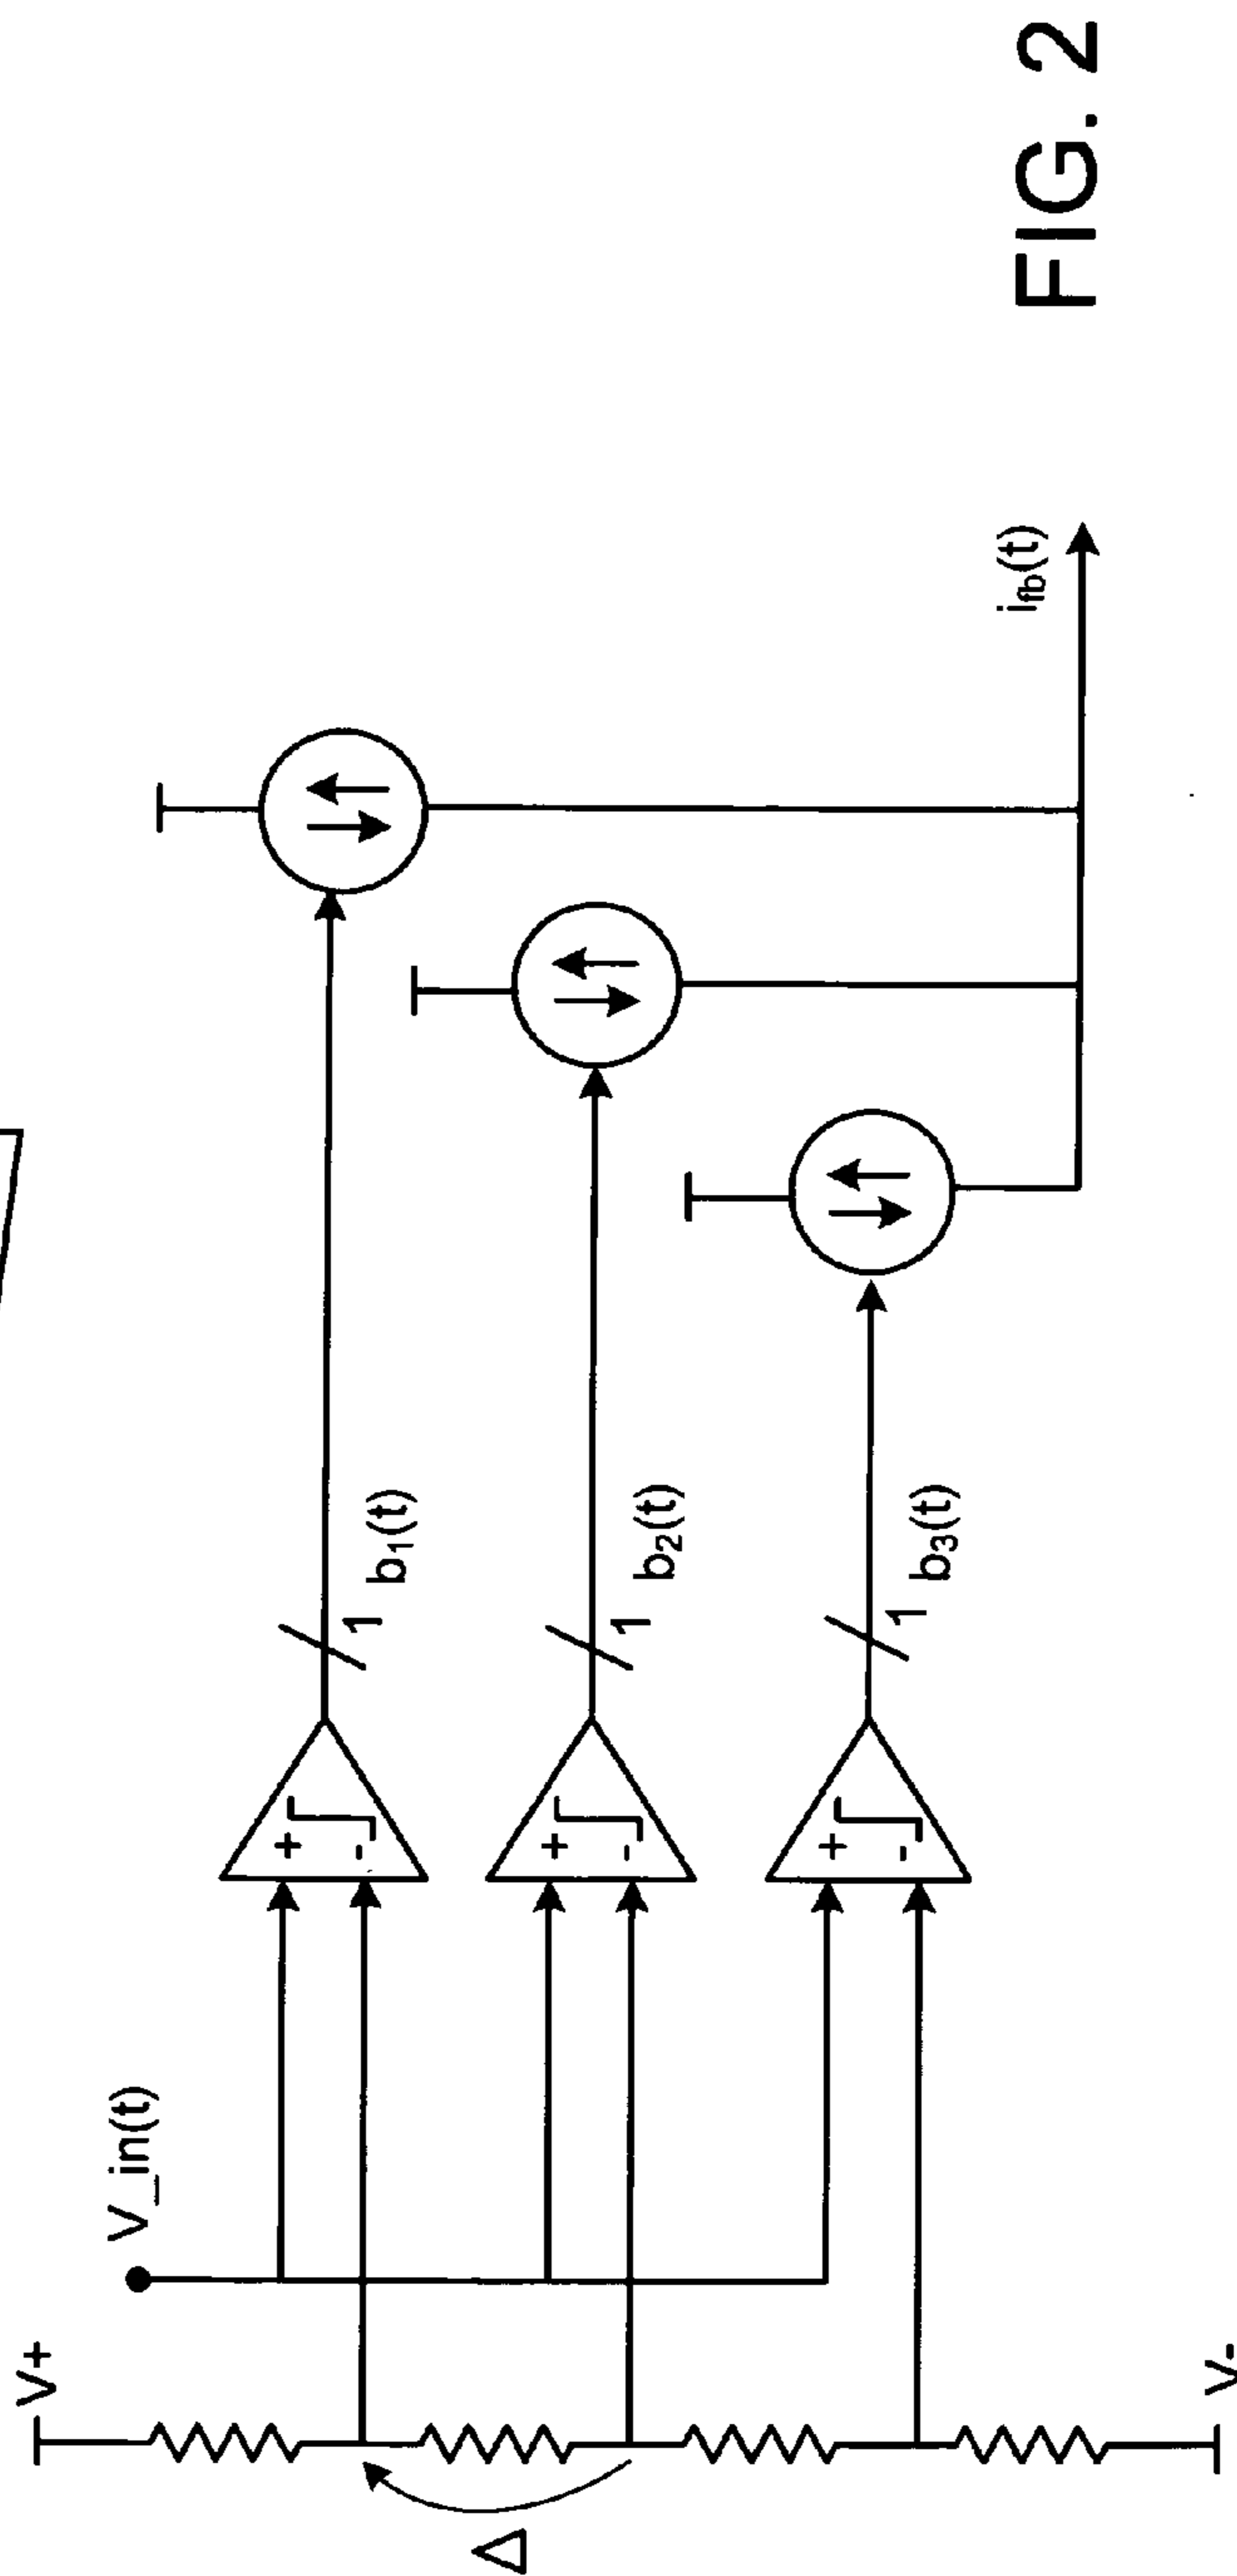 V+
V_in(t)
Δ
+
-
1
b₁(t)
+
-
1
b₂(t)
+
-
1
b₃(t)
V-
i_fb(t)
FIG. 2